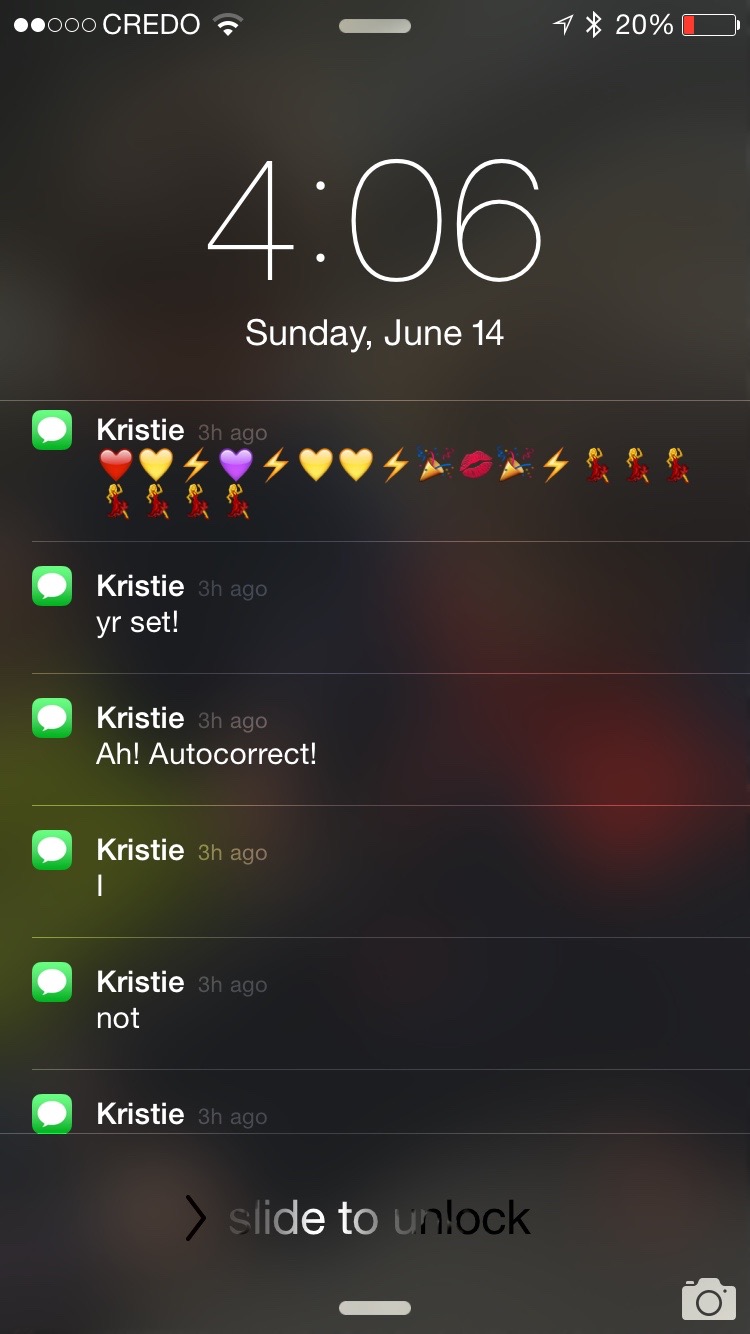 CREDO 20%
4:06
Sunday, June 14
Kristie 3h ago
❤️💛⚡💜⚡💛💛⚡🎉💋🎉⚡💃💃💃
💃💃💃💃
Kristie 3h ago
yr set!
Kristie 3h ago
Ah! Autocorrect!
Kristie 3h ago
I
Kristie 3h ago
not
Kristie 3h ago
slide to unlock